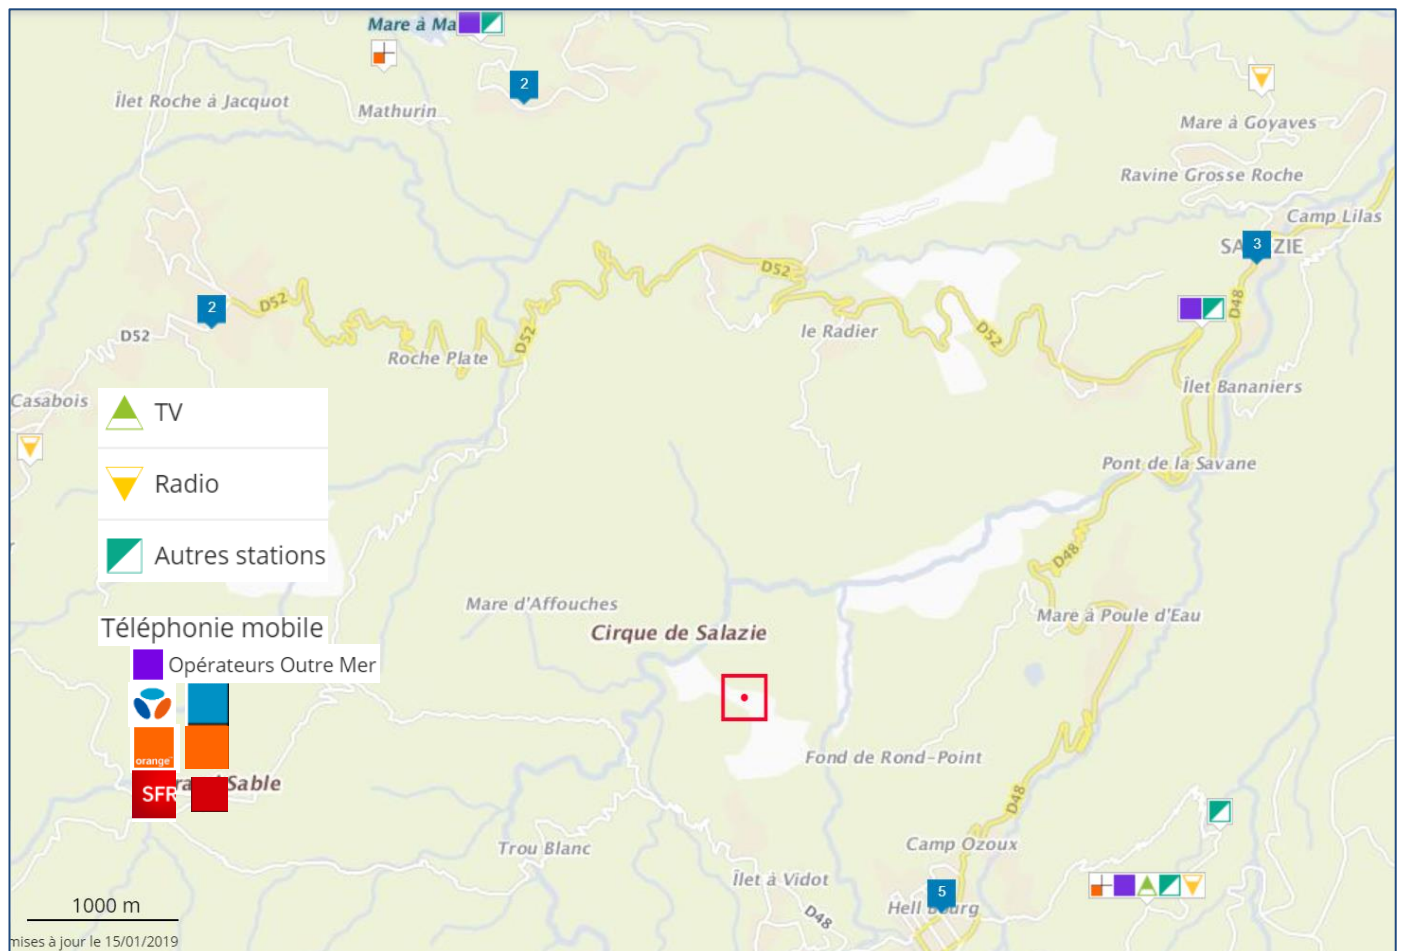 Mare à Ma
2
Îlet Roche à Jacquot
Mathurin
Mare à Goyaves
Ravine Grosse Roche
Camp Lilas
SA 3 ZIE
D52
2
D52
D52
D52
D48
le Radier
D52
Roche Plate
Îlet Bananiers
Casabois
TV
Radio
Pont de la Savane
Autres stations
D48
Mare d'Affouches
Mare à Poule d'Eau
Téléphonie mobile
Cirque de Salazie
Opérateurs Outre Mer
orange
Fond de Rond-Point
SFR
Sable
D48
Trou Blanc
Camp Ozoux
Îlet à Vidot
5
1000 m
Hell Bourg
D48
mises à jour le 15/01/2019